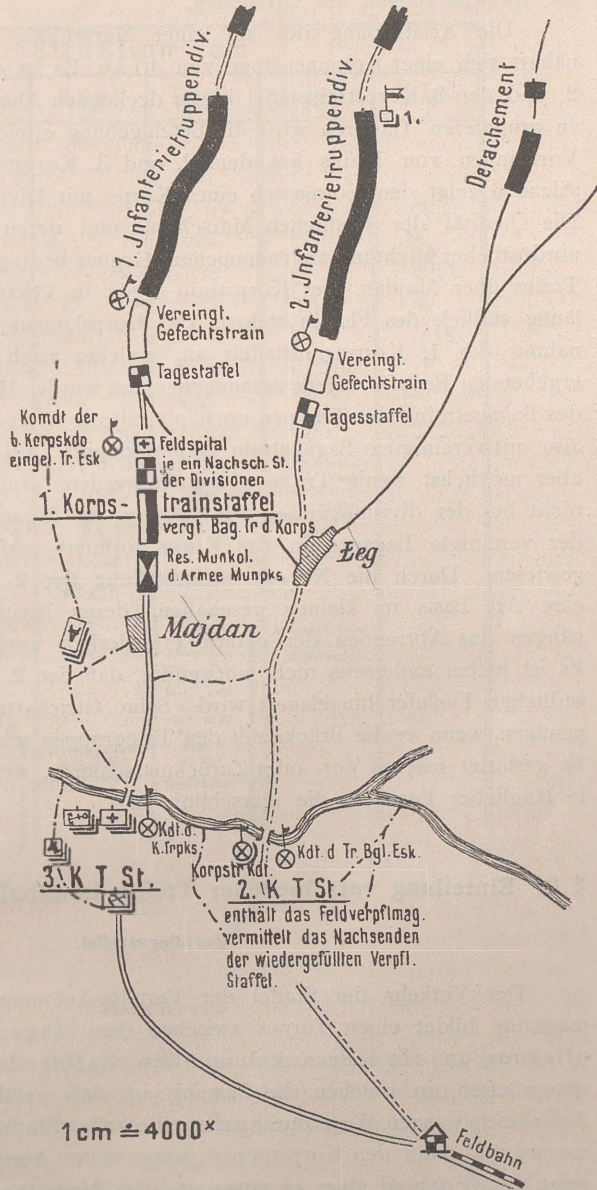 1. Jnfanterietruppendiv.
2. Jnfanterietruppendiv.
1.
Detachement
Vereingt.
Gefechtstrain
Tagestaffel
Vereingt.
Gefechtstrain
Tagesstaffel
Komdt der
b. Korpskdo
eingel. Tr. Esk
Feldspital
je ein Nachsch. St.
der Divisionen
1. Korps- trainstaffel
vergt. Bag. Tr d. Korps
Res. Munkol.
d. Armee Munpks
Łeg
Majdan
Kdt. d.
K. Trpks.
Korpstr Kdt.
Kdt. d Tr. Bgl. Esk.
3. K T St.
2. K T St.
enthält das Feldverpflmag.
vermittelt das Nachsenden
der wiedergefüllten Verpfl.
Staffel.
1cm ≐ 4000ˣ
Feldbahn